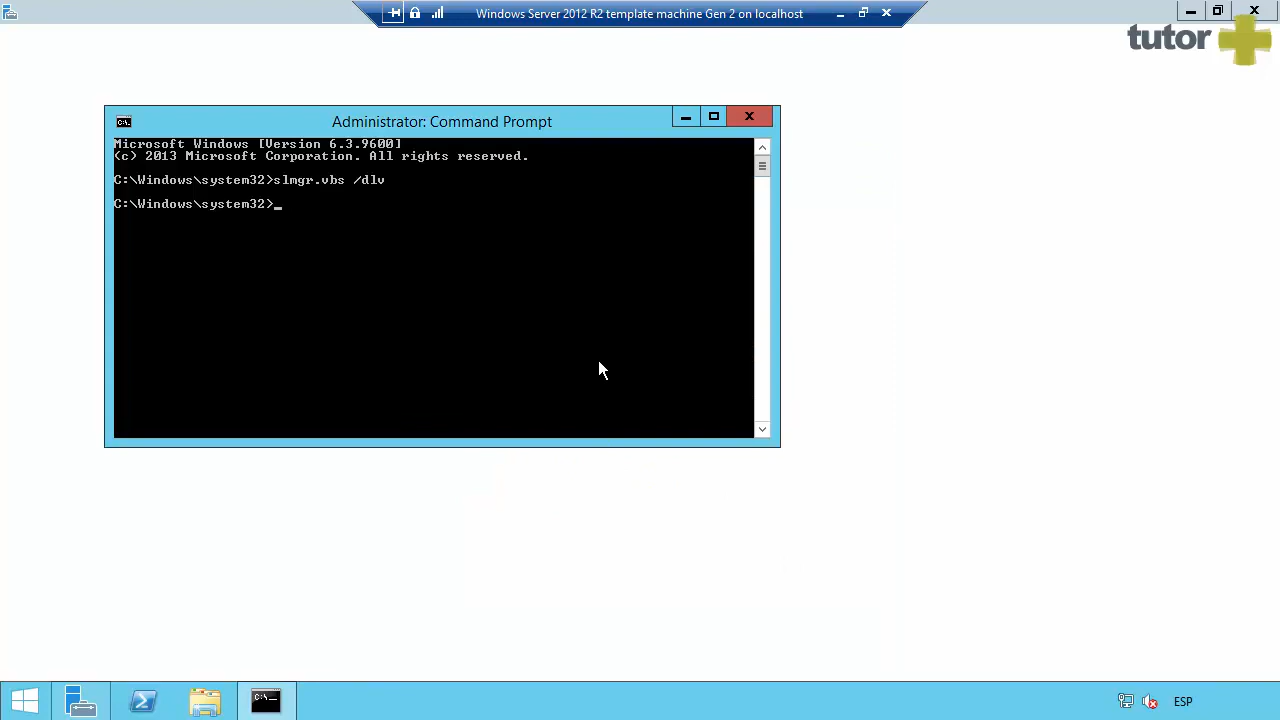 Windows Server 2012 R2 template machine Gen 2 on localhost
tutor
Administrator: Command Prompt
Microsoft Windows [Version 6.3.9600]
(c) 2013 Microsoft Corporation. All rights reserved.
C:\Windows\system32>slmgr.vbs /dlv
C:\Windows\system32>_
ESP